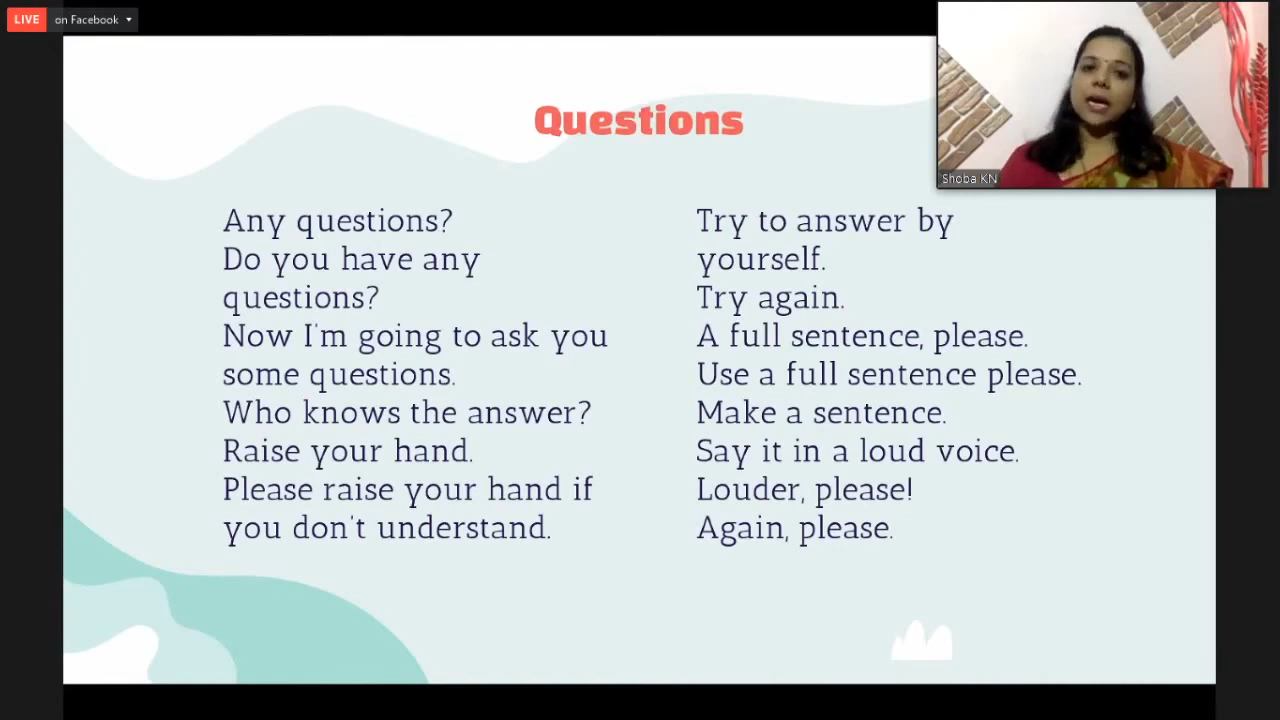 LIVE on Facebook
Shoba KN
Questions
Any questions?
Do you have any
questions?
Now I'm going to ask you
some questions.
Who knows the answer?
Raise your hand.
Please raise your hand if
you don't understand.
Try to answer by
yourself.
Try again.
A full sentence, please.
Use a full sentence please.
Make a sentence.
Say it in a loud voice.
Louder, please!
Again, please.